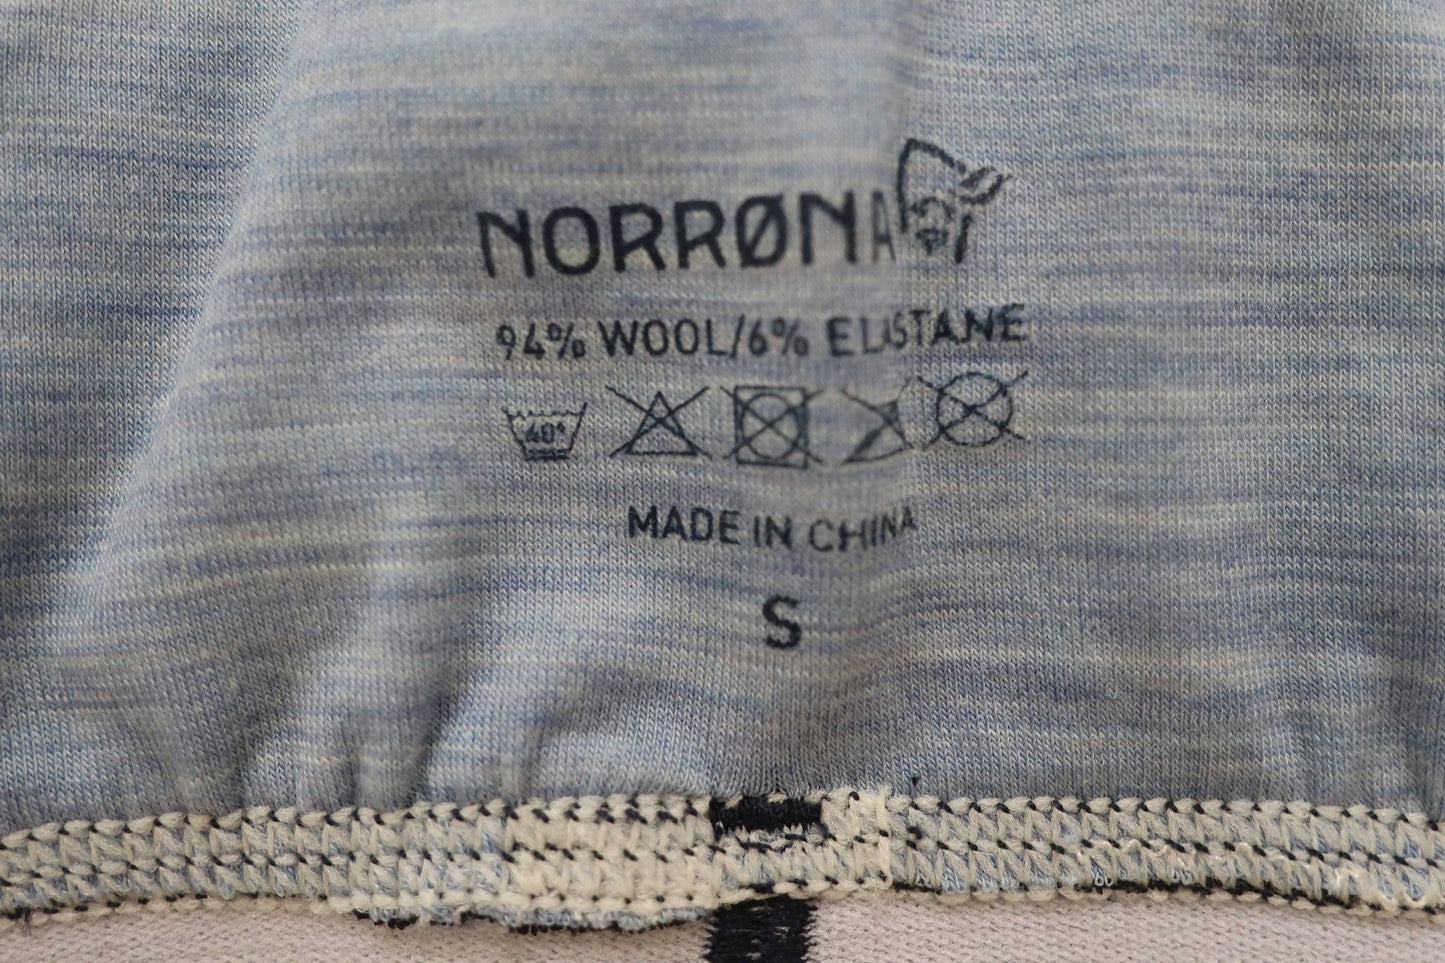 NORRØNA
94% WOOL/6% ELASTANE
40°
MADE IN CHINA
S